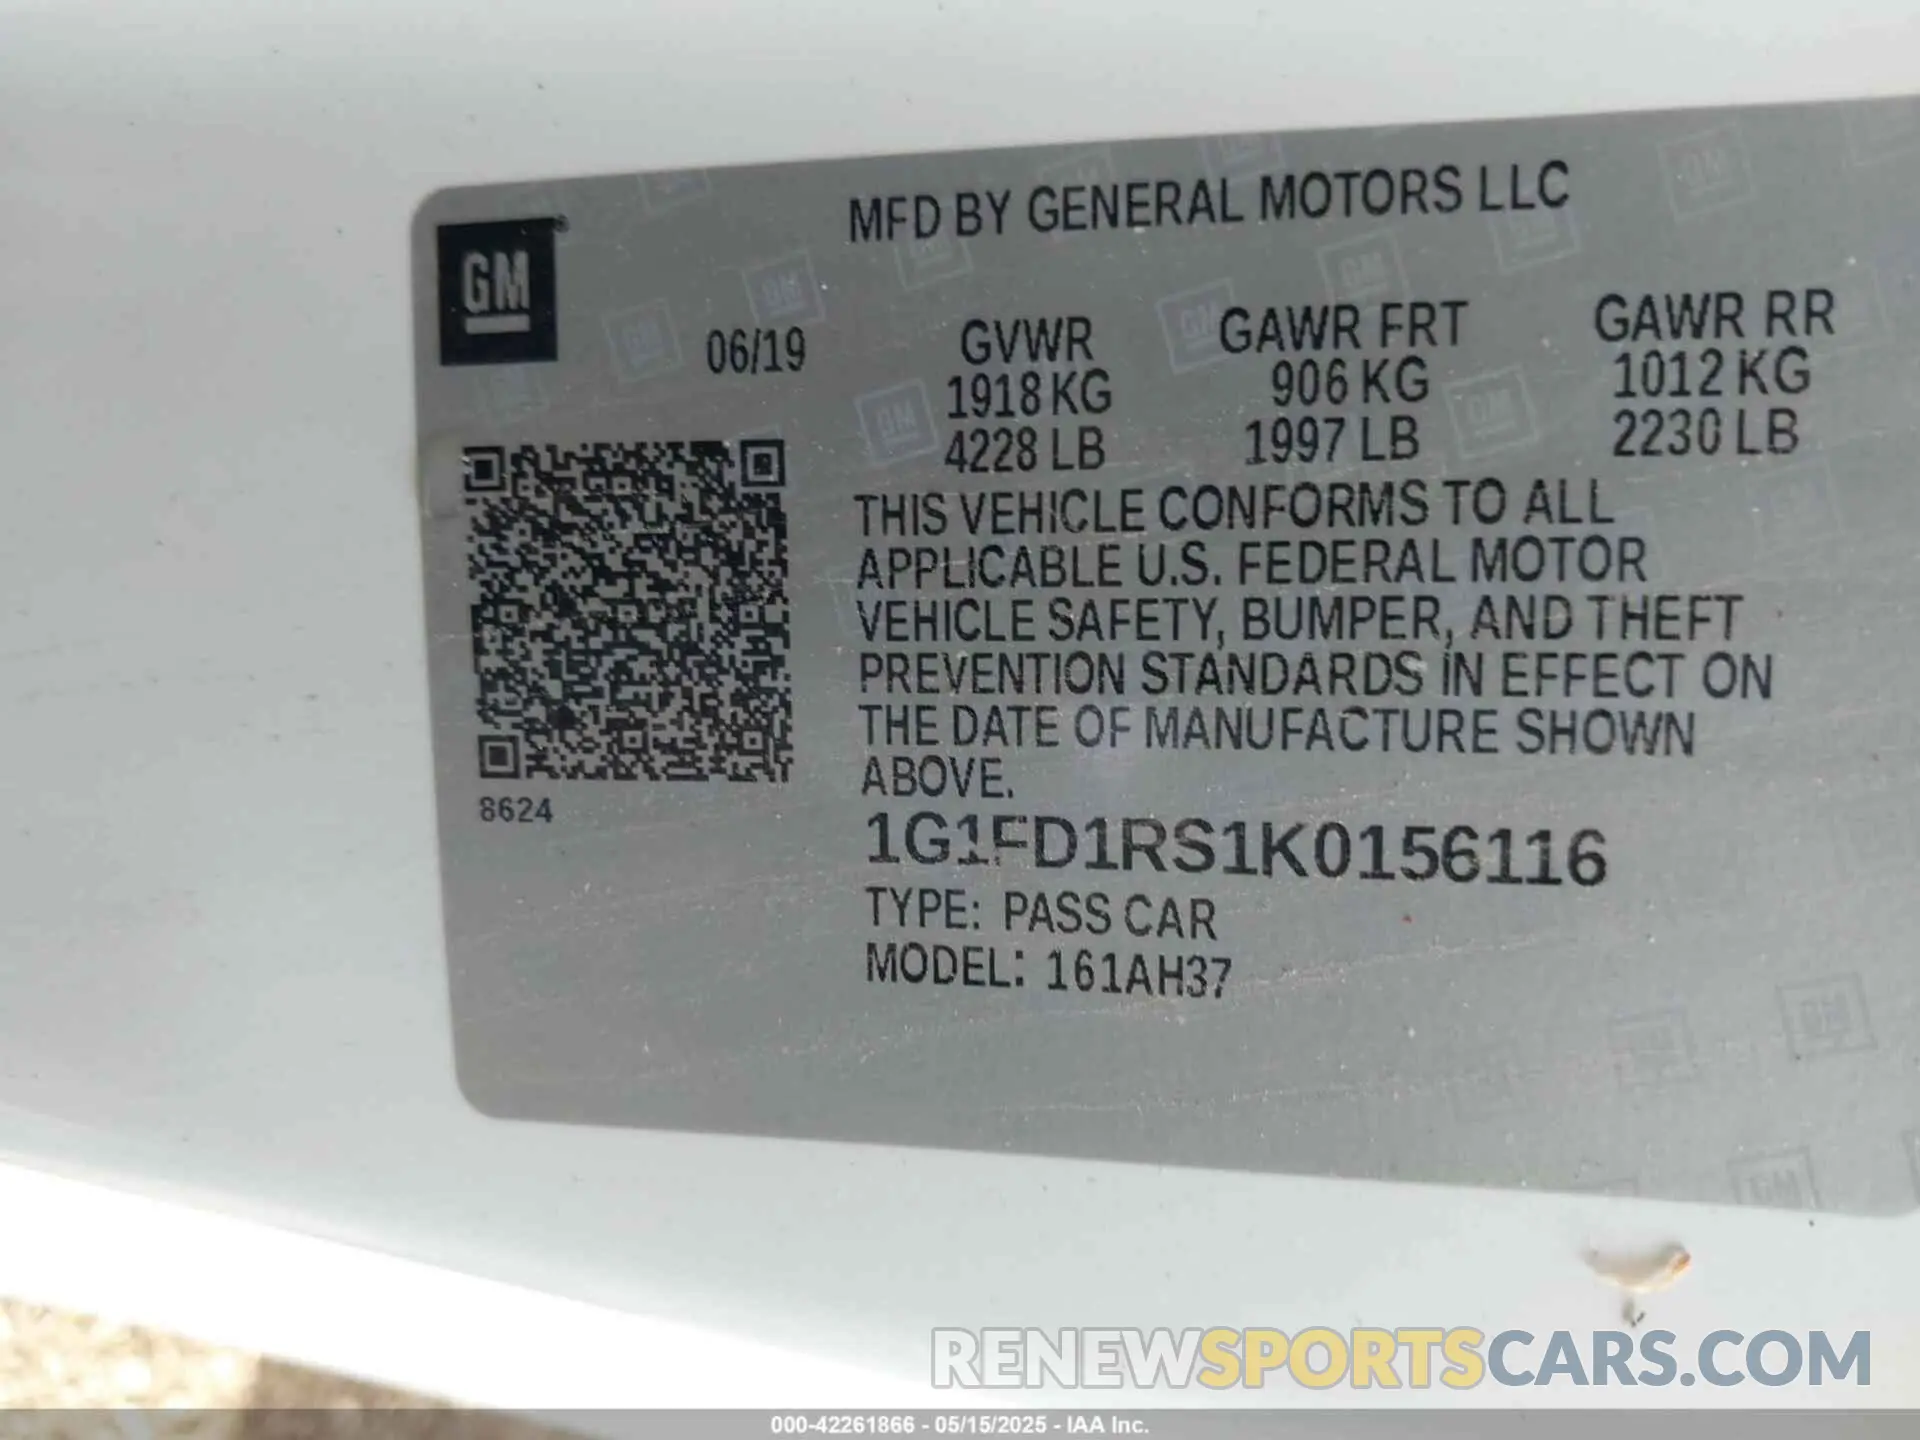 MFD BY GENERAL MOTORS LLC
GM®
06/19
GVWR
1918 KG
4228 LB
GAWR FRT
906 KG
1997 LB
GAWR RR
1012 KG
2230 LB
THIS VEHICLE CONFORMS TO ALL
APPLICABLE U.S. FEDERAL MOTOR
VEHICLE SAFETY, BUMPER, AND THEFT
PREVENTION STANDARDS IN EFFECT ON
THE DATE OF MANUFACTURE SHOWN
ABOVE.
8624
1G1FD1RS1K0156116
TYPE: PASS CAR
MODEL: 161AH37
RENEWSPORTSCARS.COM
000-42261866 - 05/15/2025 - IAA Inc.